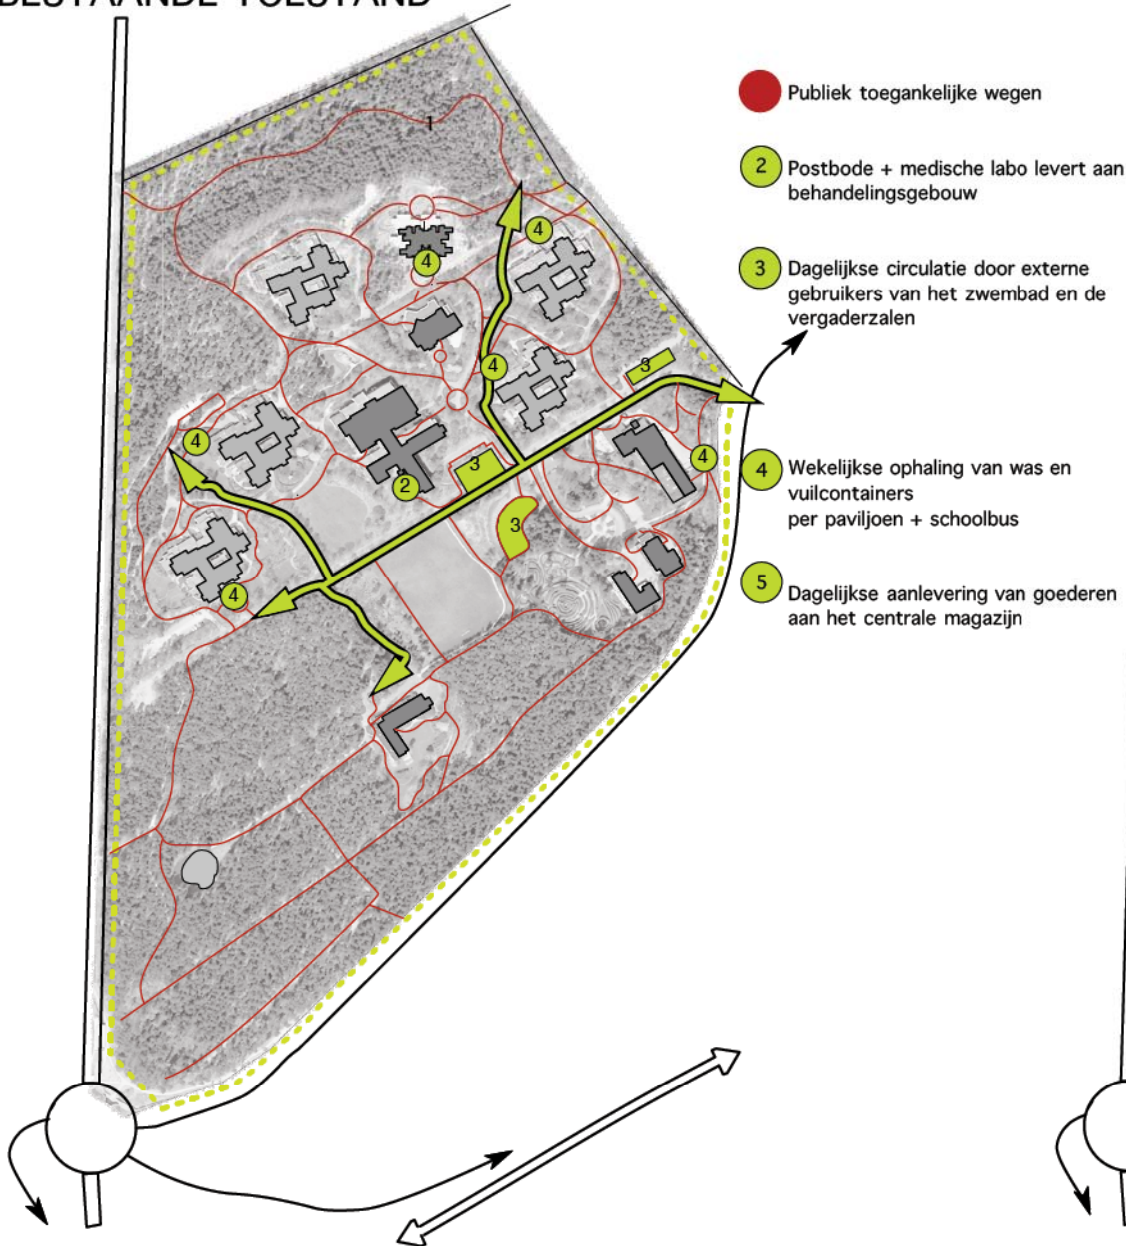 BESTAANDE TOESTAND
Publiek toegankelijke wegen
2 Postbode + medische labo levert aan
behandelingsgebouw
3 Dagelijkse circulatie door externe
gebruikers van het zwembad en de
vergaderzalen
4 Wekelijkse ophaling van was en
vuilcontainers
per paviljoen + schoolbus
5 Dagelijkse aanlevering van goederen
aan het centrale magazijn
1
4
4
4
3
4
3
4
2
3
4